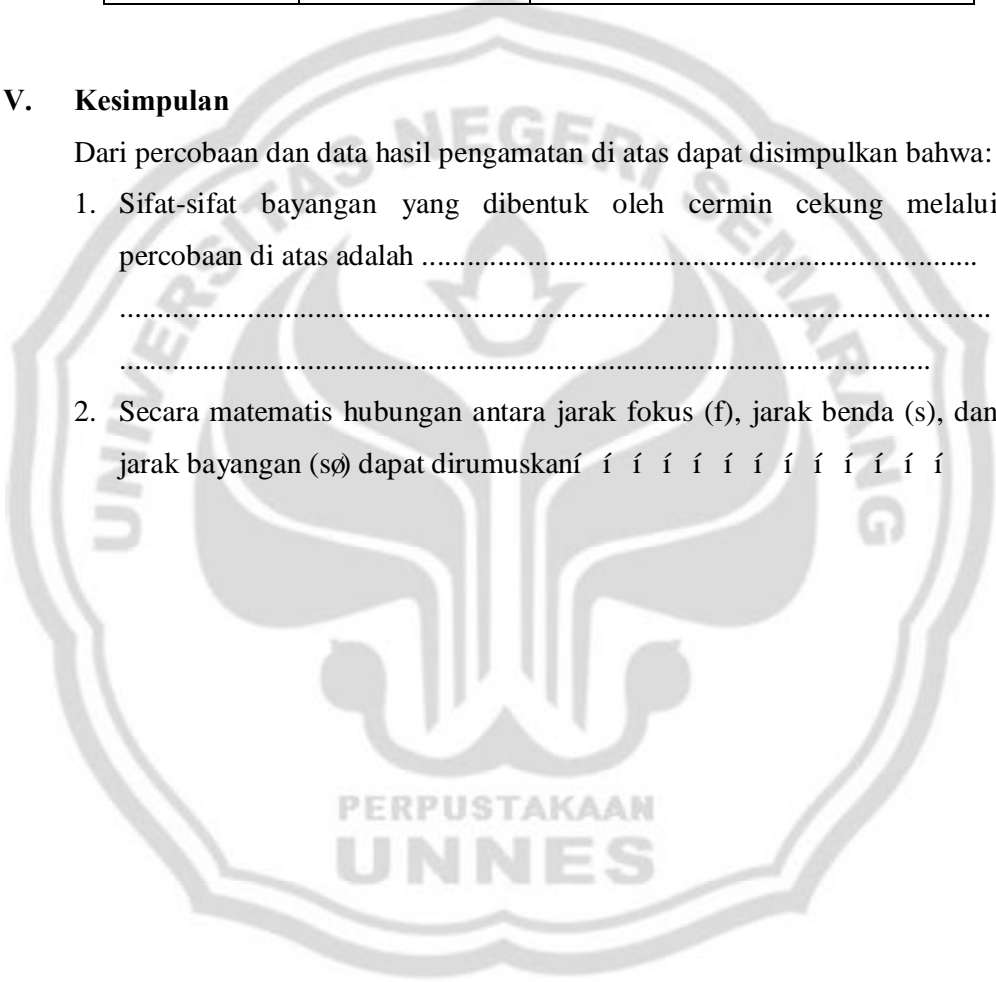 V. Kesimpulan
Dari percobaan dan data hasil pengamatan di atas dapat disimpulkan bahwa:
1. Sifat-sifat bayangan yang dibentuk oleh cermin cekung melalui
percobaan di atas adalah ..........................................................................
....................................................................................................................
............................................................................................................
2. Secara matematis hubungan antara jarak fokus (f), jarak benda (s), dan
jarak bayangan (sø) dapat dirumuskaní í í í í í í í í í í í í
UNIVERSITAS NEGERI SEMARANG
PERPUSTAKAAN
UNNES